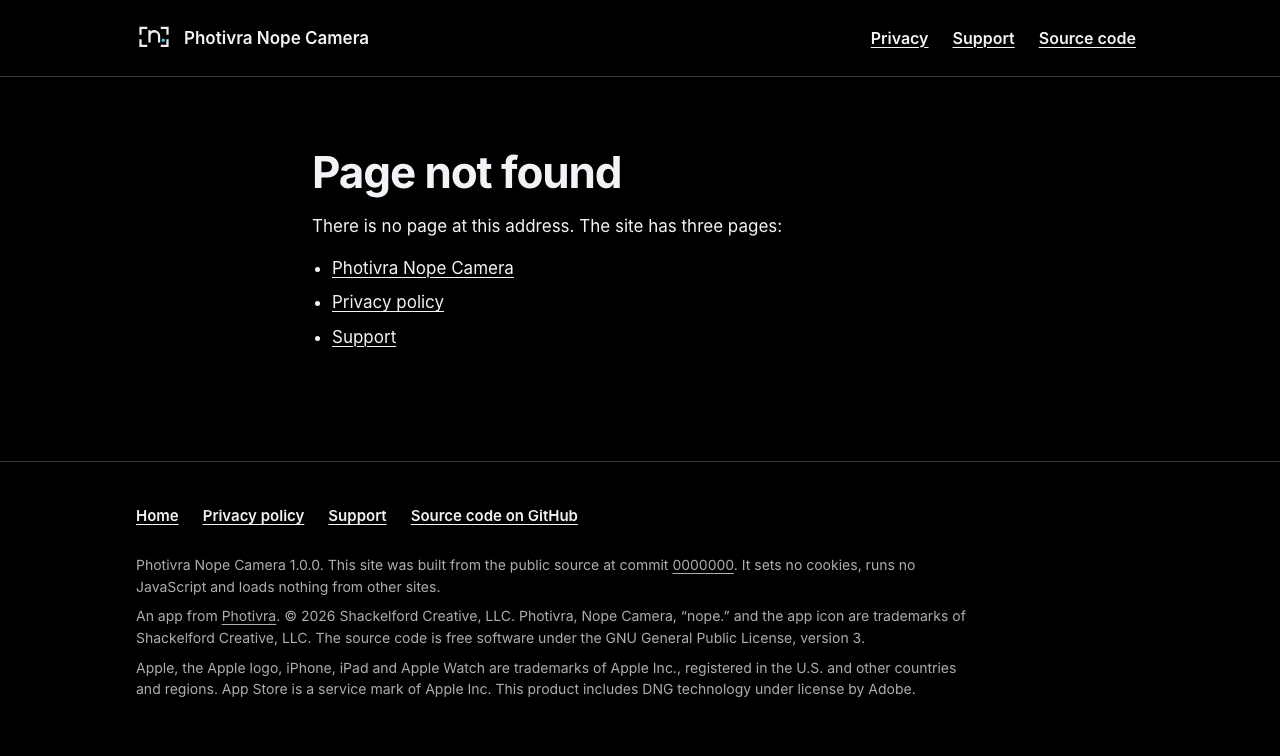 n.
Photivra Nope Camera
Privacy Support Source code
Page not found
There is no page at this address. The site has three pages:
Photivra Nope Camera
Privacy policy
Support
Home Privacy policy Support Source code on GitHub
Photivra Nope Camera 1.0.0. This site was built from the public source at commit 0000000. It sets no cookies, runs no
JavaScript and loads nothing from other sites.
An app from Photivra. © 2026 Shackelford Creative, LLC. Photivra, Nope Camera, “nope.” and the app icon are trademarks of
Shackelford Creative, LLC. The source code is free software under the GNU General Public License, version 3.
Apple, the Apple logo, iPhone, iPad and Apple Watch are trademarks of Apple Inc., registered in the U.S. and other countries
and regions. App Store is a service mark of Apple Inc. This product includes DNG technology under license by Adobe.